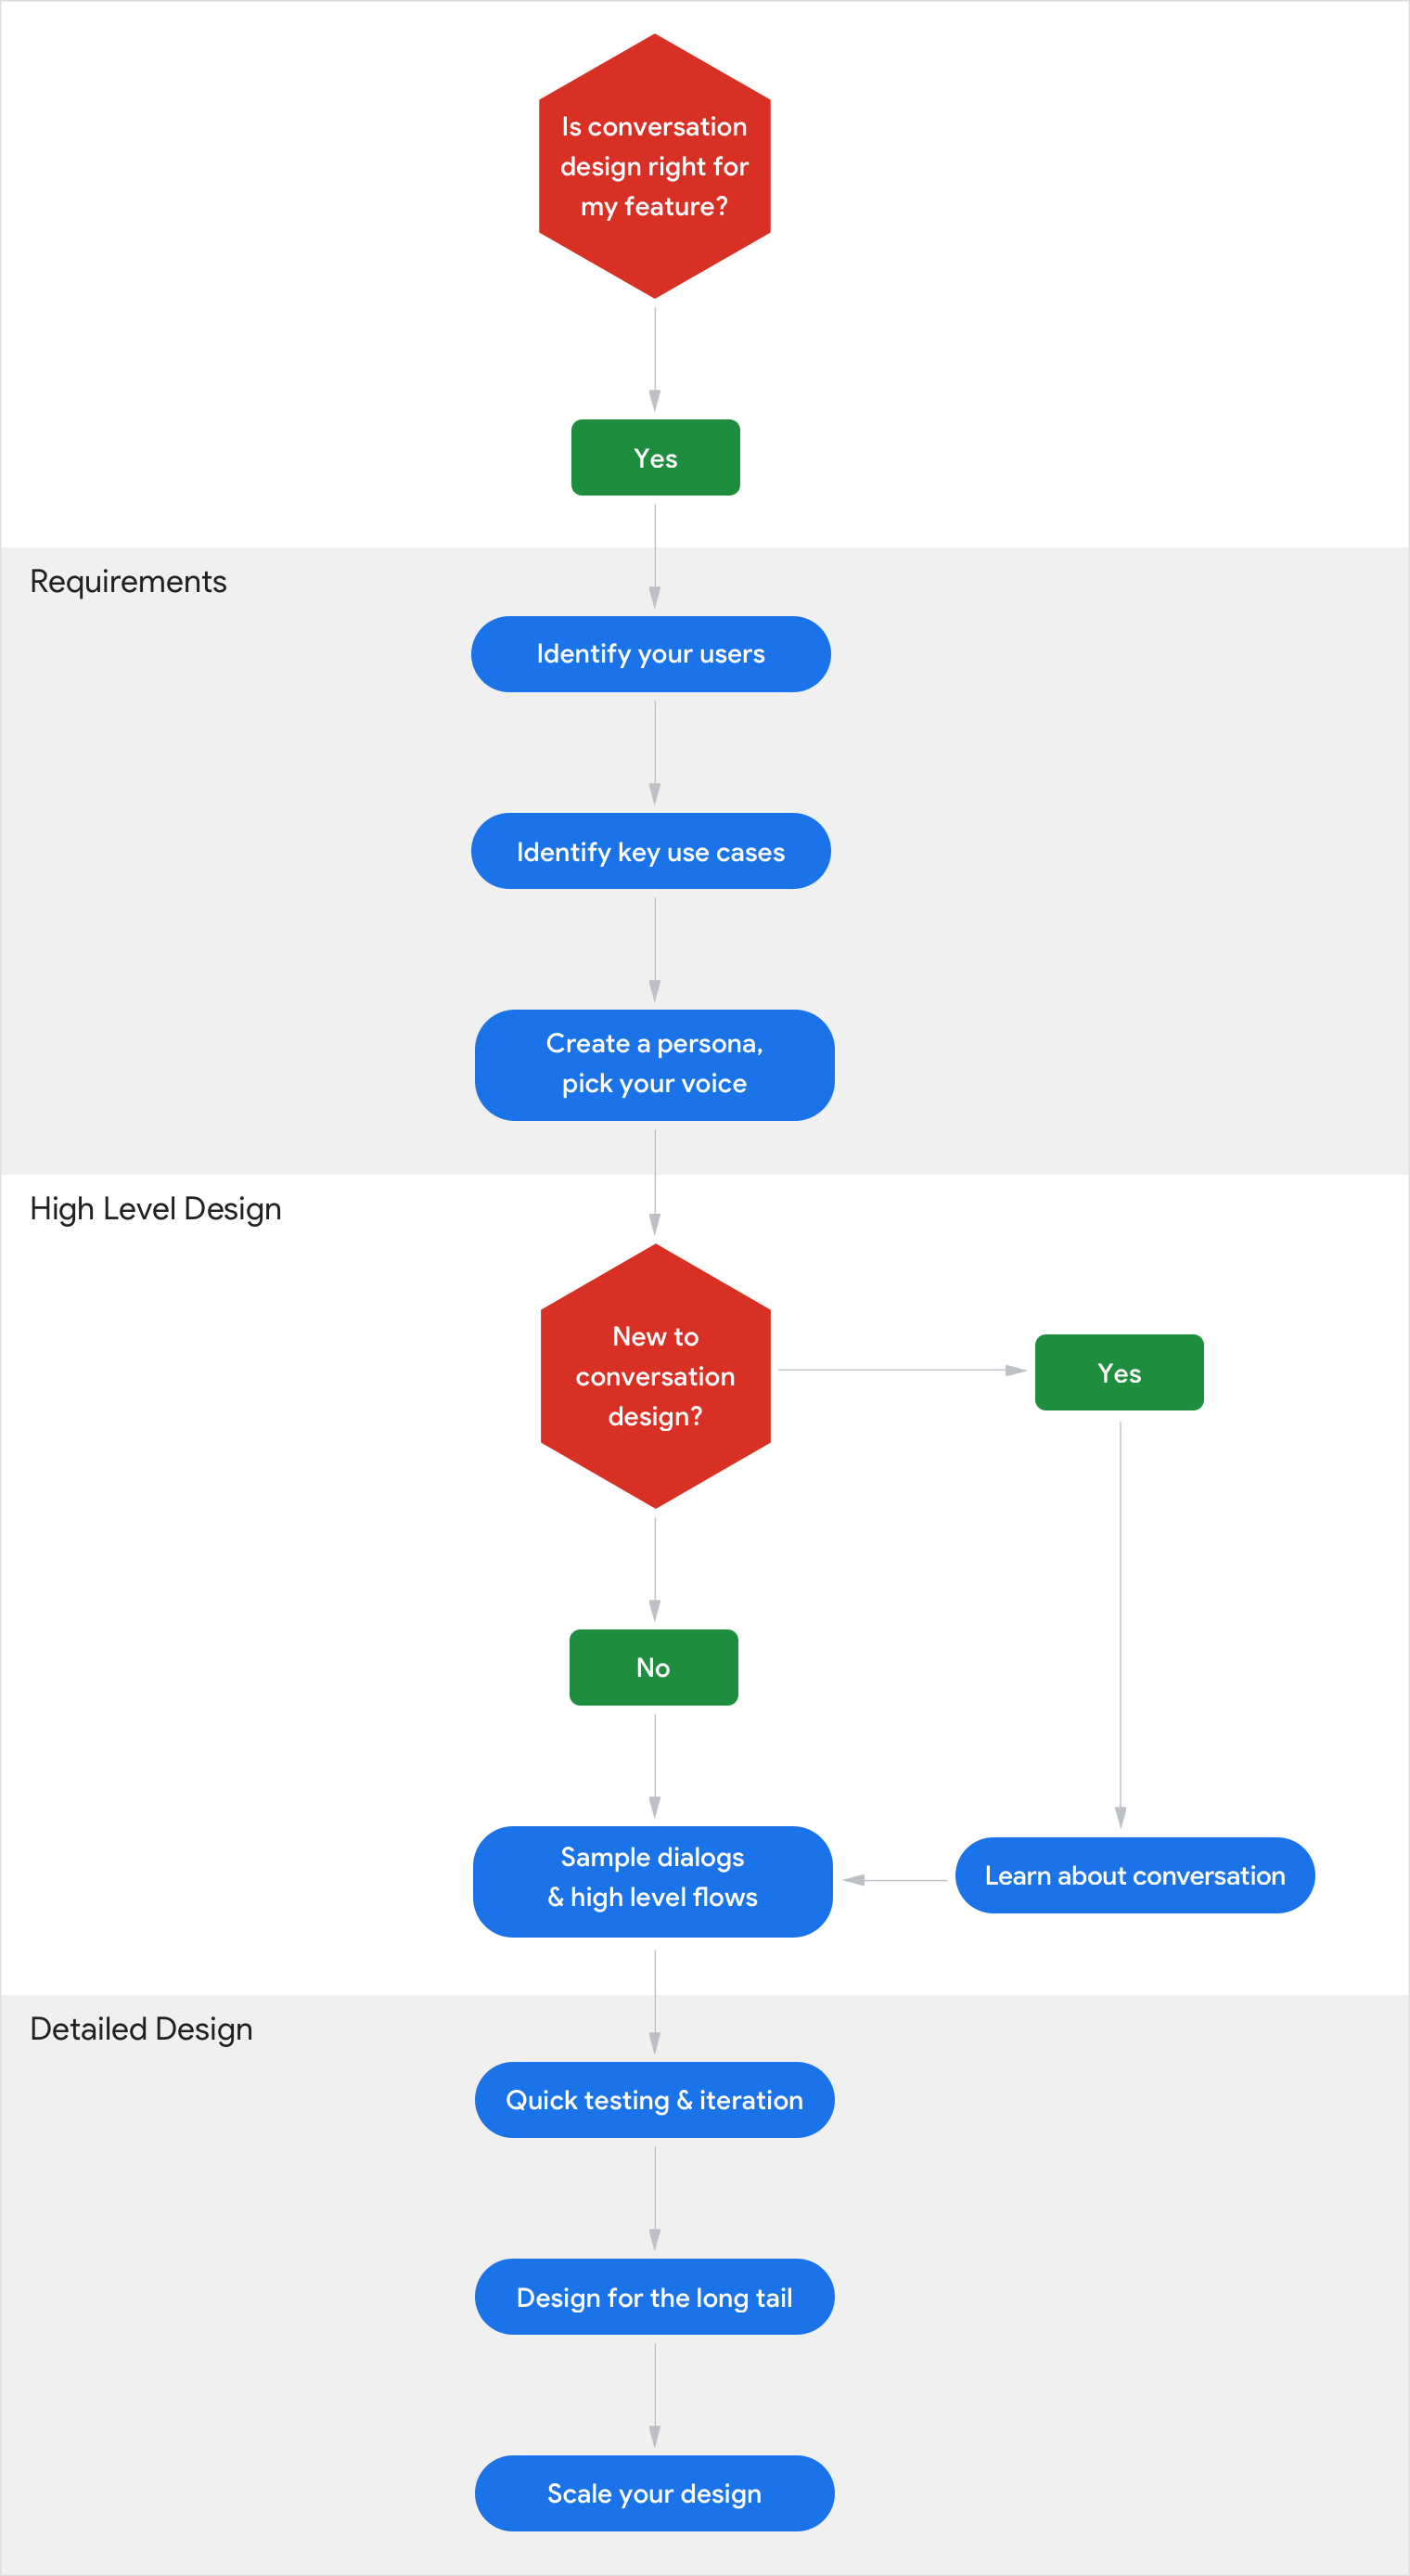 Is conversation
design right for
my feature?
Yes
Requirements
Identify your users
Identify key use cases
Create a persona,
pick your voice
High Level Design
New to
conversation
design?
Yes
No
Sample dialogs
& high level flows
Learn about conversation
Detailed Design
Quick testing & iteration
Design for the long tail
Scale your design